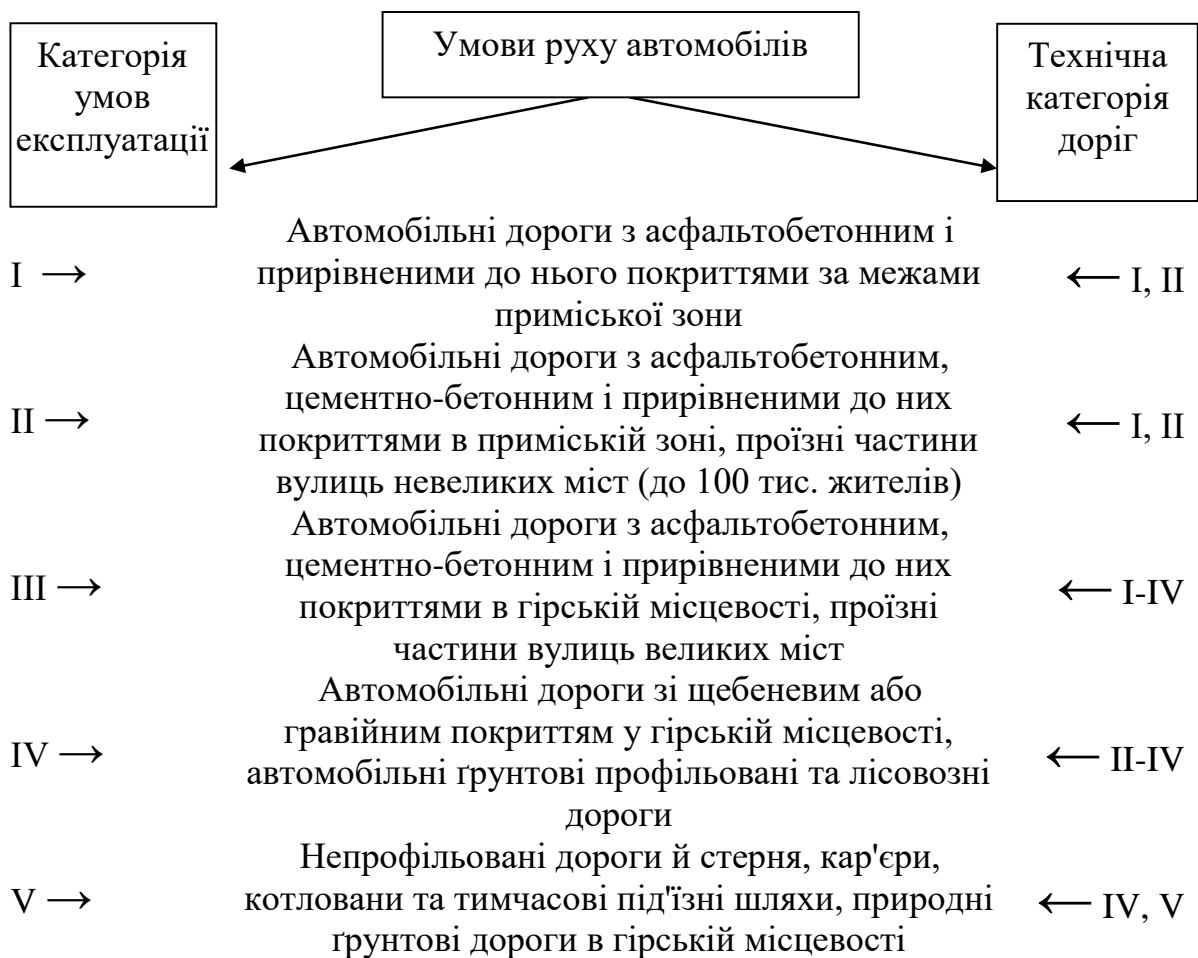 Категорія
умов
експлуатації
Умови руху автомобілів
Технічна
категорія
доріг
I →
Автомобільні дороги з асфальтобетонним і
прирівненими до нього покриттями за межами
приміської зони
← I, II
II →
Автомобільні дороги з асфальтобетонним,
цементно-бетонним і прирівненими до них
покриттями в приміській зоні, проїзні частини
вулиць невеликих міст (до 100 тис. жителів)
← I, II
III →
Автомобільні дороги з асфальтобетонним,
цементно-бетонним і прирівненими до них
покриттями в гірській місцевості, проїзні
частини вулиць великих міст
← I-IV
IV →
Автомобільні дороги зі щебеневим або
гравійним покриттям у гірській місцевості,
автомобільні ґрунтові профільовані та лісовозні
дороги
← II-IV
V →
Непрофільовані дороги й стерня, кар'єри,
котловани та тимчасові під'їзні шляхи, природні
ґрунтові дороги в гірській місцевості
← IV, V